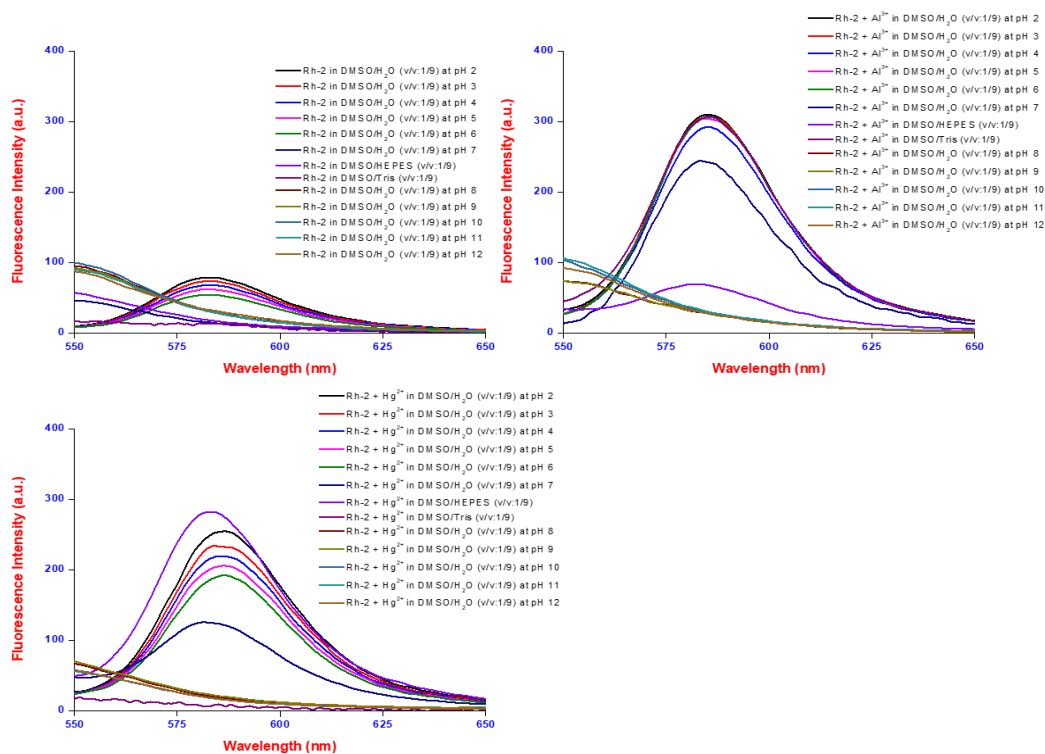 400
300
200
100
0
550
575
600
625
650
Fluorescence Intensity (a.u.)
Wavelength (nm)
Rh-2 in DMSO/H₂O (v/v:1/9) at pH 2
Rh-2 in DMSO/H₂O (v/v:1/9) at pH 3
Rh-2 in DMSO/H₂O (v/v:1/9) at pH 4
Rh-2 in DMSO/H₂O (v/v:1/9) at pH 5
Rh-2 in DMSO/H₂O (v/v:1/9) at pH 6
Rh-2 in DMSO/H₂O (v/v:1/9) at pH 7
Rh-2 in DMSO/HEPES (v/v:1/9)
Rh-2 in DMSO/Tris (v/v:1/9)
Rh-2 in DMSO/H₂O (v/v:1/9) at pH 8
Rh-2 in DMSO/H₂O (v/v:1/9) at pH 9
Rh-2 in DMSO/H₂O (v/v:1/9) at pH 10
Rh-2 in DMSO/H₂O (v/v:1/9) at pH 11
Rh-2 in DMSO/H₂O (v/v:1/9) at pH 12
400
300
200
100
0
550
575
600
625
650
Fluorescence Intensity (a.u.)
Wavelength (nm)
Rh-2 + Al³⁺ in DMSO/H₂O (v/v:1/9) at pH 2
Rh-2 + Al³⁺ in DMSO/H₂O (v/v:1/9) at pH 3
Rh-2 + Al³⁺ in DMSO/H₂O (v/v:1/9) at pH 4
Rh-2 + Al³⁺ in DMSO/H₂O (v/v:1/9) at pH 5
Rh-2 + Al³⁺ in DMSO/H₂O (v/v:1/9) at pH 6
Rh-2 + Al³⁺ in DMSO/H₂O (v/v:1/9) at pH 7
Rh-2 + Al³⁺ in DMSO/HEPES (v/v:1/9)
Rh-2 + Al³⁺ in DMSO/Tris (v/v:1/9)
Rh-2 + Al³⁺ in DMSO/H₂O (v/v:1/9) at pH 8
Rh-2 + Al³⁺ in DMSO/H₂O (v/v:1/9) at pH 9
Rh-2 + Al³⁺ in DMSO/H₂O (v/v:1/9) at pH 10
Rh-2 + Al³⁺ in DMSO/H₂O (v/v:1/9) at pH 11
Rh-2 + Al³⁺ in DMSO/H₂O (v/v:1/9) at pH 12
400
300
200
100
0
550
575
600
625
650
Fluorescence Intensity (a.u.)
Wavelength (nm)
Rh-2 + Hg²⁺ in DMSO/H₂O (v/v:1/9) at pH 2
Rh-2 + Hg²⁺ in DMSO/H₂O (v/v:1/9) at pH 3
Rh-2 + Hg²⁺ in DMSO/H₂O (v/v:1/9) at pH 4
Rh-2 + Hg²⁺ in DMSO/H₂O (v/v:1/9) at pH 5
Rh-2 + Hg²⁺ in DMSO/H₂O (v/v:1/9) at pH 6
Rh-2 + Hg²⁺ in DMSO/H₂O (v/v:1/9) at pH 7
Rh-2 + Hg²⁺ in DMSO/HEPES (v/v:1/9)
Rh-2 + Hg²⁺ in DMSO/Tris (v/v:1/9)
Rh-2 + Hg²⁺ in DMSO/H₂O (v/v:1/9) at pH 8
Rh-2 + Hg²⁺ in DMSO/H₂O (v/v:1/9) at pH 9
Rh-2 + Hg²⁺ in DMSO/H₂O (v/v:1/9) at pH 10
Rh-2 + Hg²⁺ in DMSO/H₂O (v/v:1/9) at pH 11
Rh-2 + Hg²⁺ in DMSO/H₂O (v/v:1/9) at pH 12